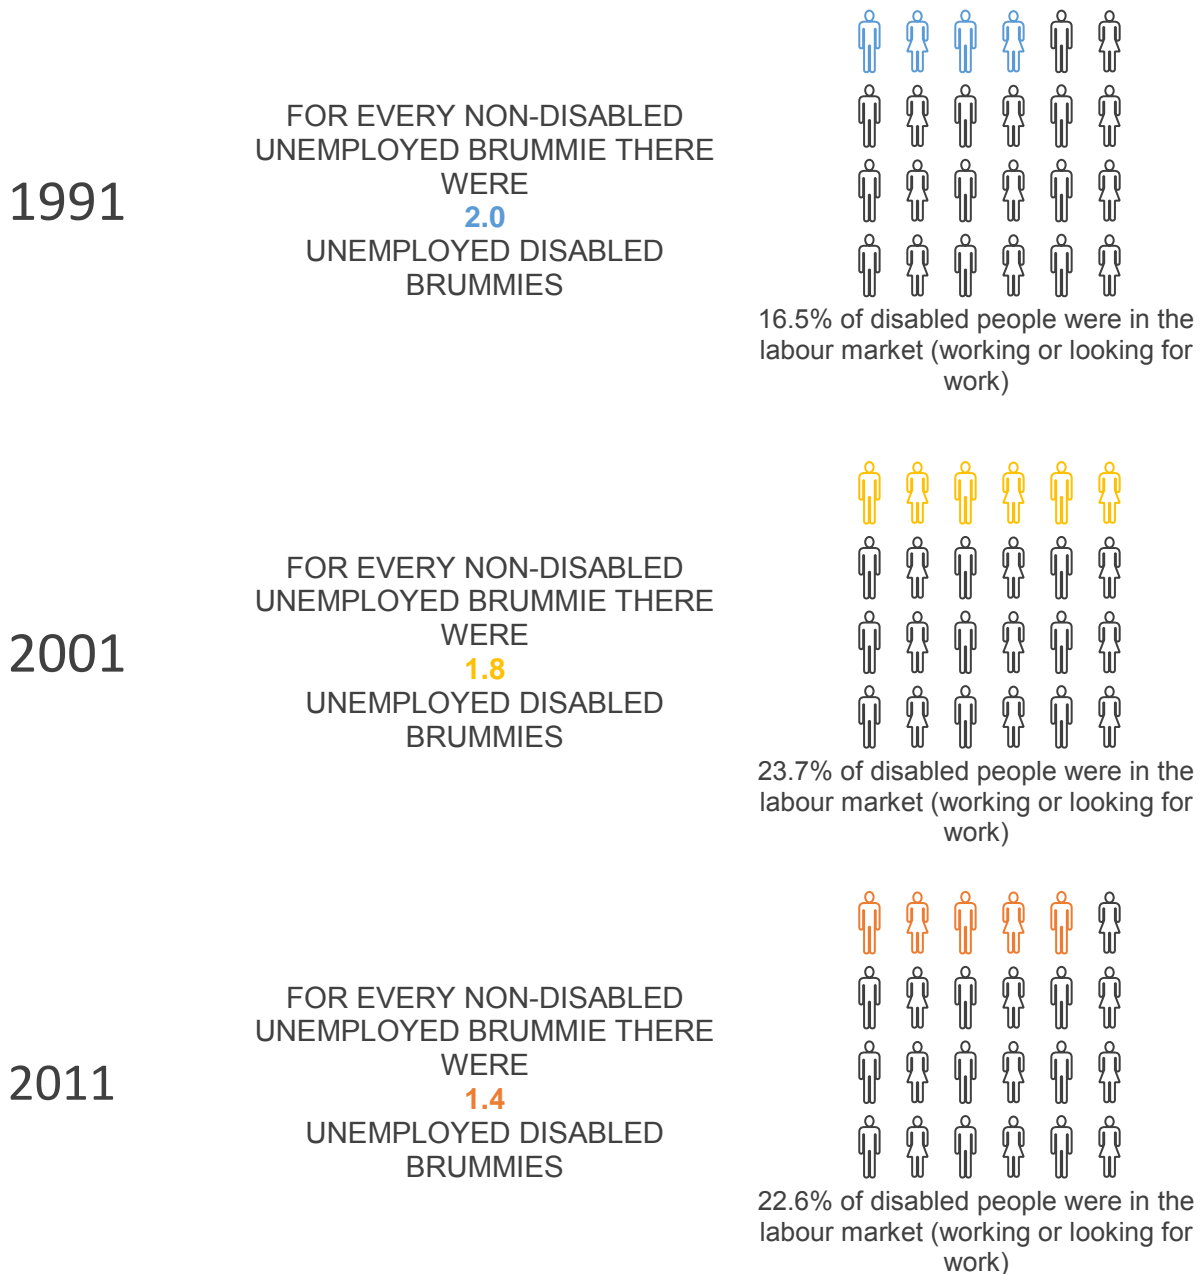 1991
FOR EVERY NON-DISABLED
UNEMPLOYED BRUMMIE THERE
WERE
2.0
UNEMPLOYED DISABLED
BRUMMIES
16.5% of disabled people were in the
labour market (working or looking for
work)
2001
FOR EVERY NON-DISABLED
UNEMPLOYED BRUMMIE THERE
WERE
1.8
UNEMPLOYED DISABLED
BRUMMIES
23.7% of disabled people were in the
labour market (working or looking for
work)
2011
FOR EVERY NON-DISABLED
UNEMPLOYED BRUMMIE THERE
WERE
1.4
UNEMPLOYED DISABLED
BRUMMIES
22.6% of disabled people were in the
labour market (working or looking for
work)